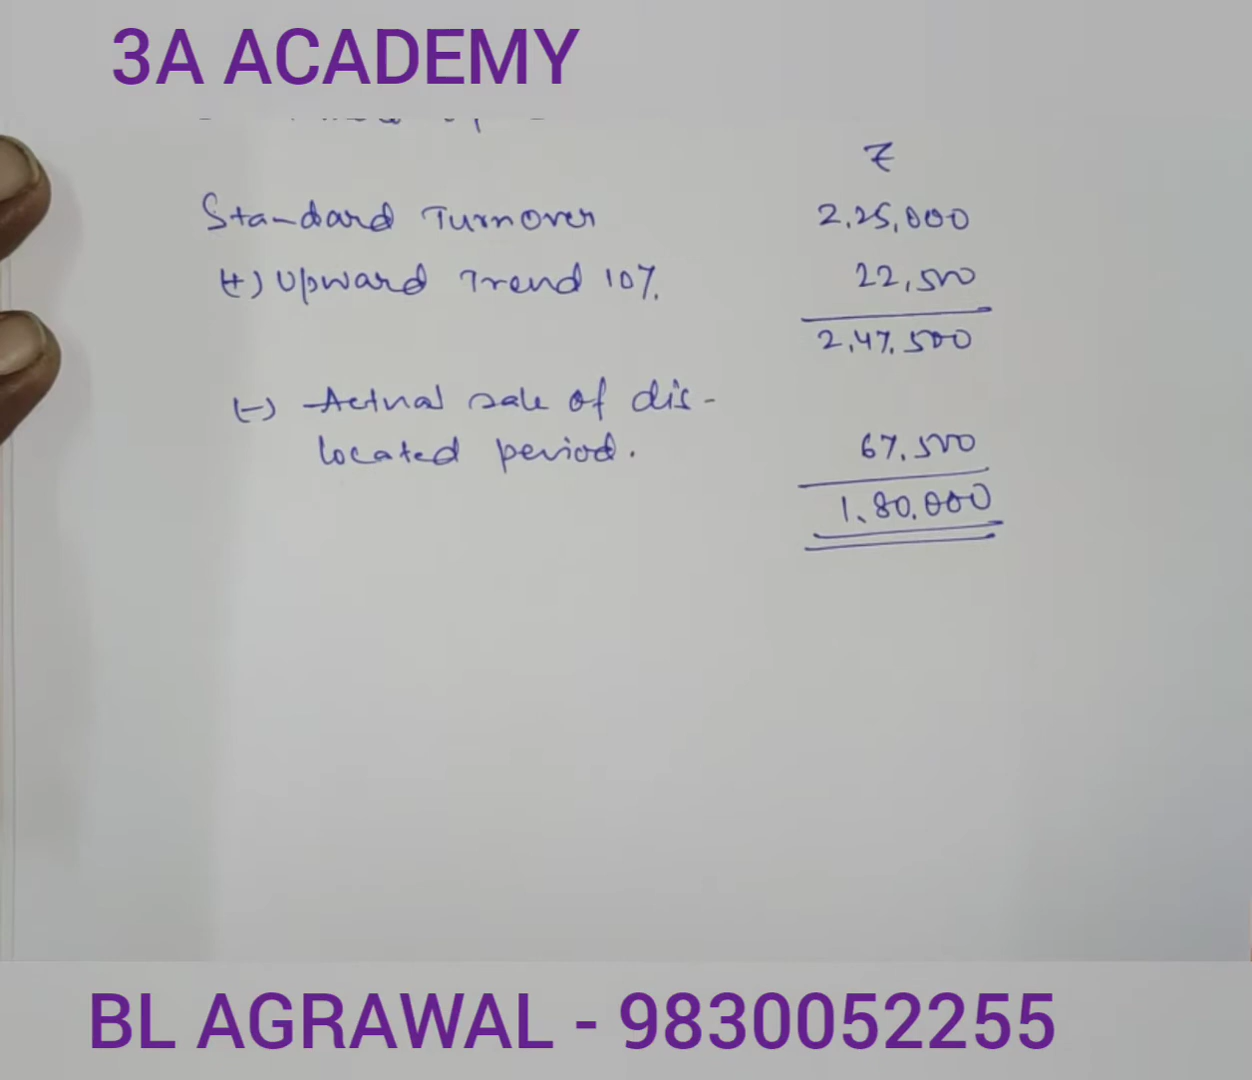 3A ACADEMY
₹
Standard Turnover 2,25,000
(+) Upward Trend 10% 22,500
2,47,500
(-) Actual sale of dis-
located period. 67,500
1,80,000
BL AGRAWAL - 9830052255